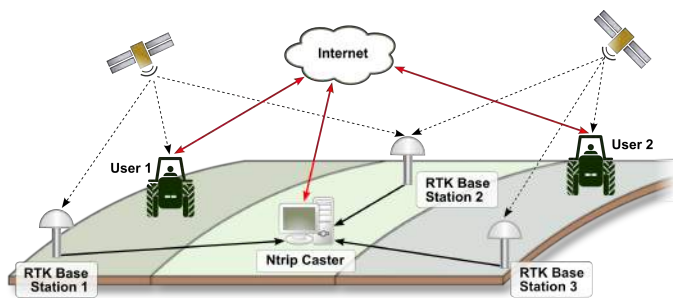 Internet
User 1
User 2
RTK Base
Station 2
Ntrip Caster
RTK Base
Station 1
RTK Base
Station 3